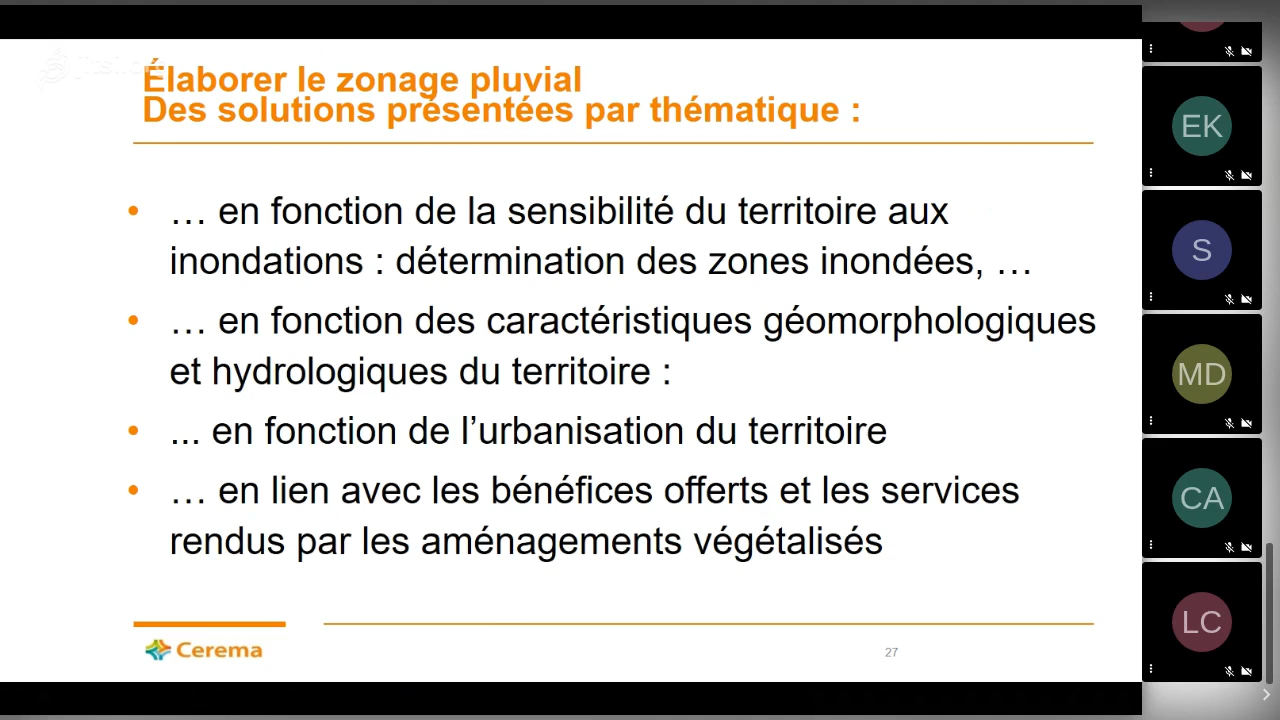 Élaborer le zonage pluvial
Des solutions présentées par thématique :
• … en fonction de la sensibilité du territoire aux
inondations : détermination des zones inondées, …
• … en fonction des caractéristiques géomorphologiques
et hydrologiques du territoire :
• ... en fonction de l’urbanisation du territoire
• … en lien avec les bénéfices offerts et les services
rendus par les aménagements végétalisés
Cerema
27
EK
S
MD
CA
LC